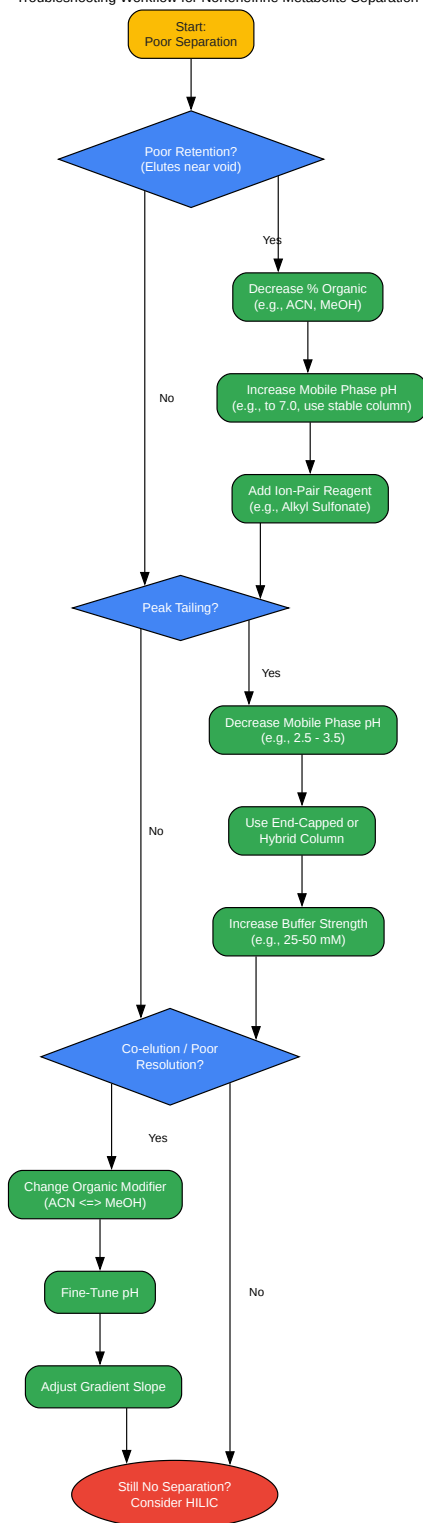 Troubleshooting Workflow for Norfenefrine Metabolite Separation
Start:
Poor Separation
Poor Retention?
(Elutes near void)
Yes
Decrease % Organic
(e.g., ACN, MeOH)
Increase Mobile Phase pH
(e.g., to 7.0, use stable column)
No
Add Ion-Pair Reagent
(e.g., Alkyl Sulfonate)
Peak Tailing?
Yes
Decrease Mobile Phase pH
(e.g., 2.5 - 3.5)
No
Use End-Capped or
Hybrid Column
Increase Buffer Strength
(e.g., 25-50 mM)
Co-elution / Poor
Resolution?
Yes
Change Organic Modifier
(ACN <=> MeOH)
Fine-Tune pH
No
Adjust Gradient Slope
Still No Separation?
Consider HILIC